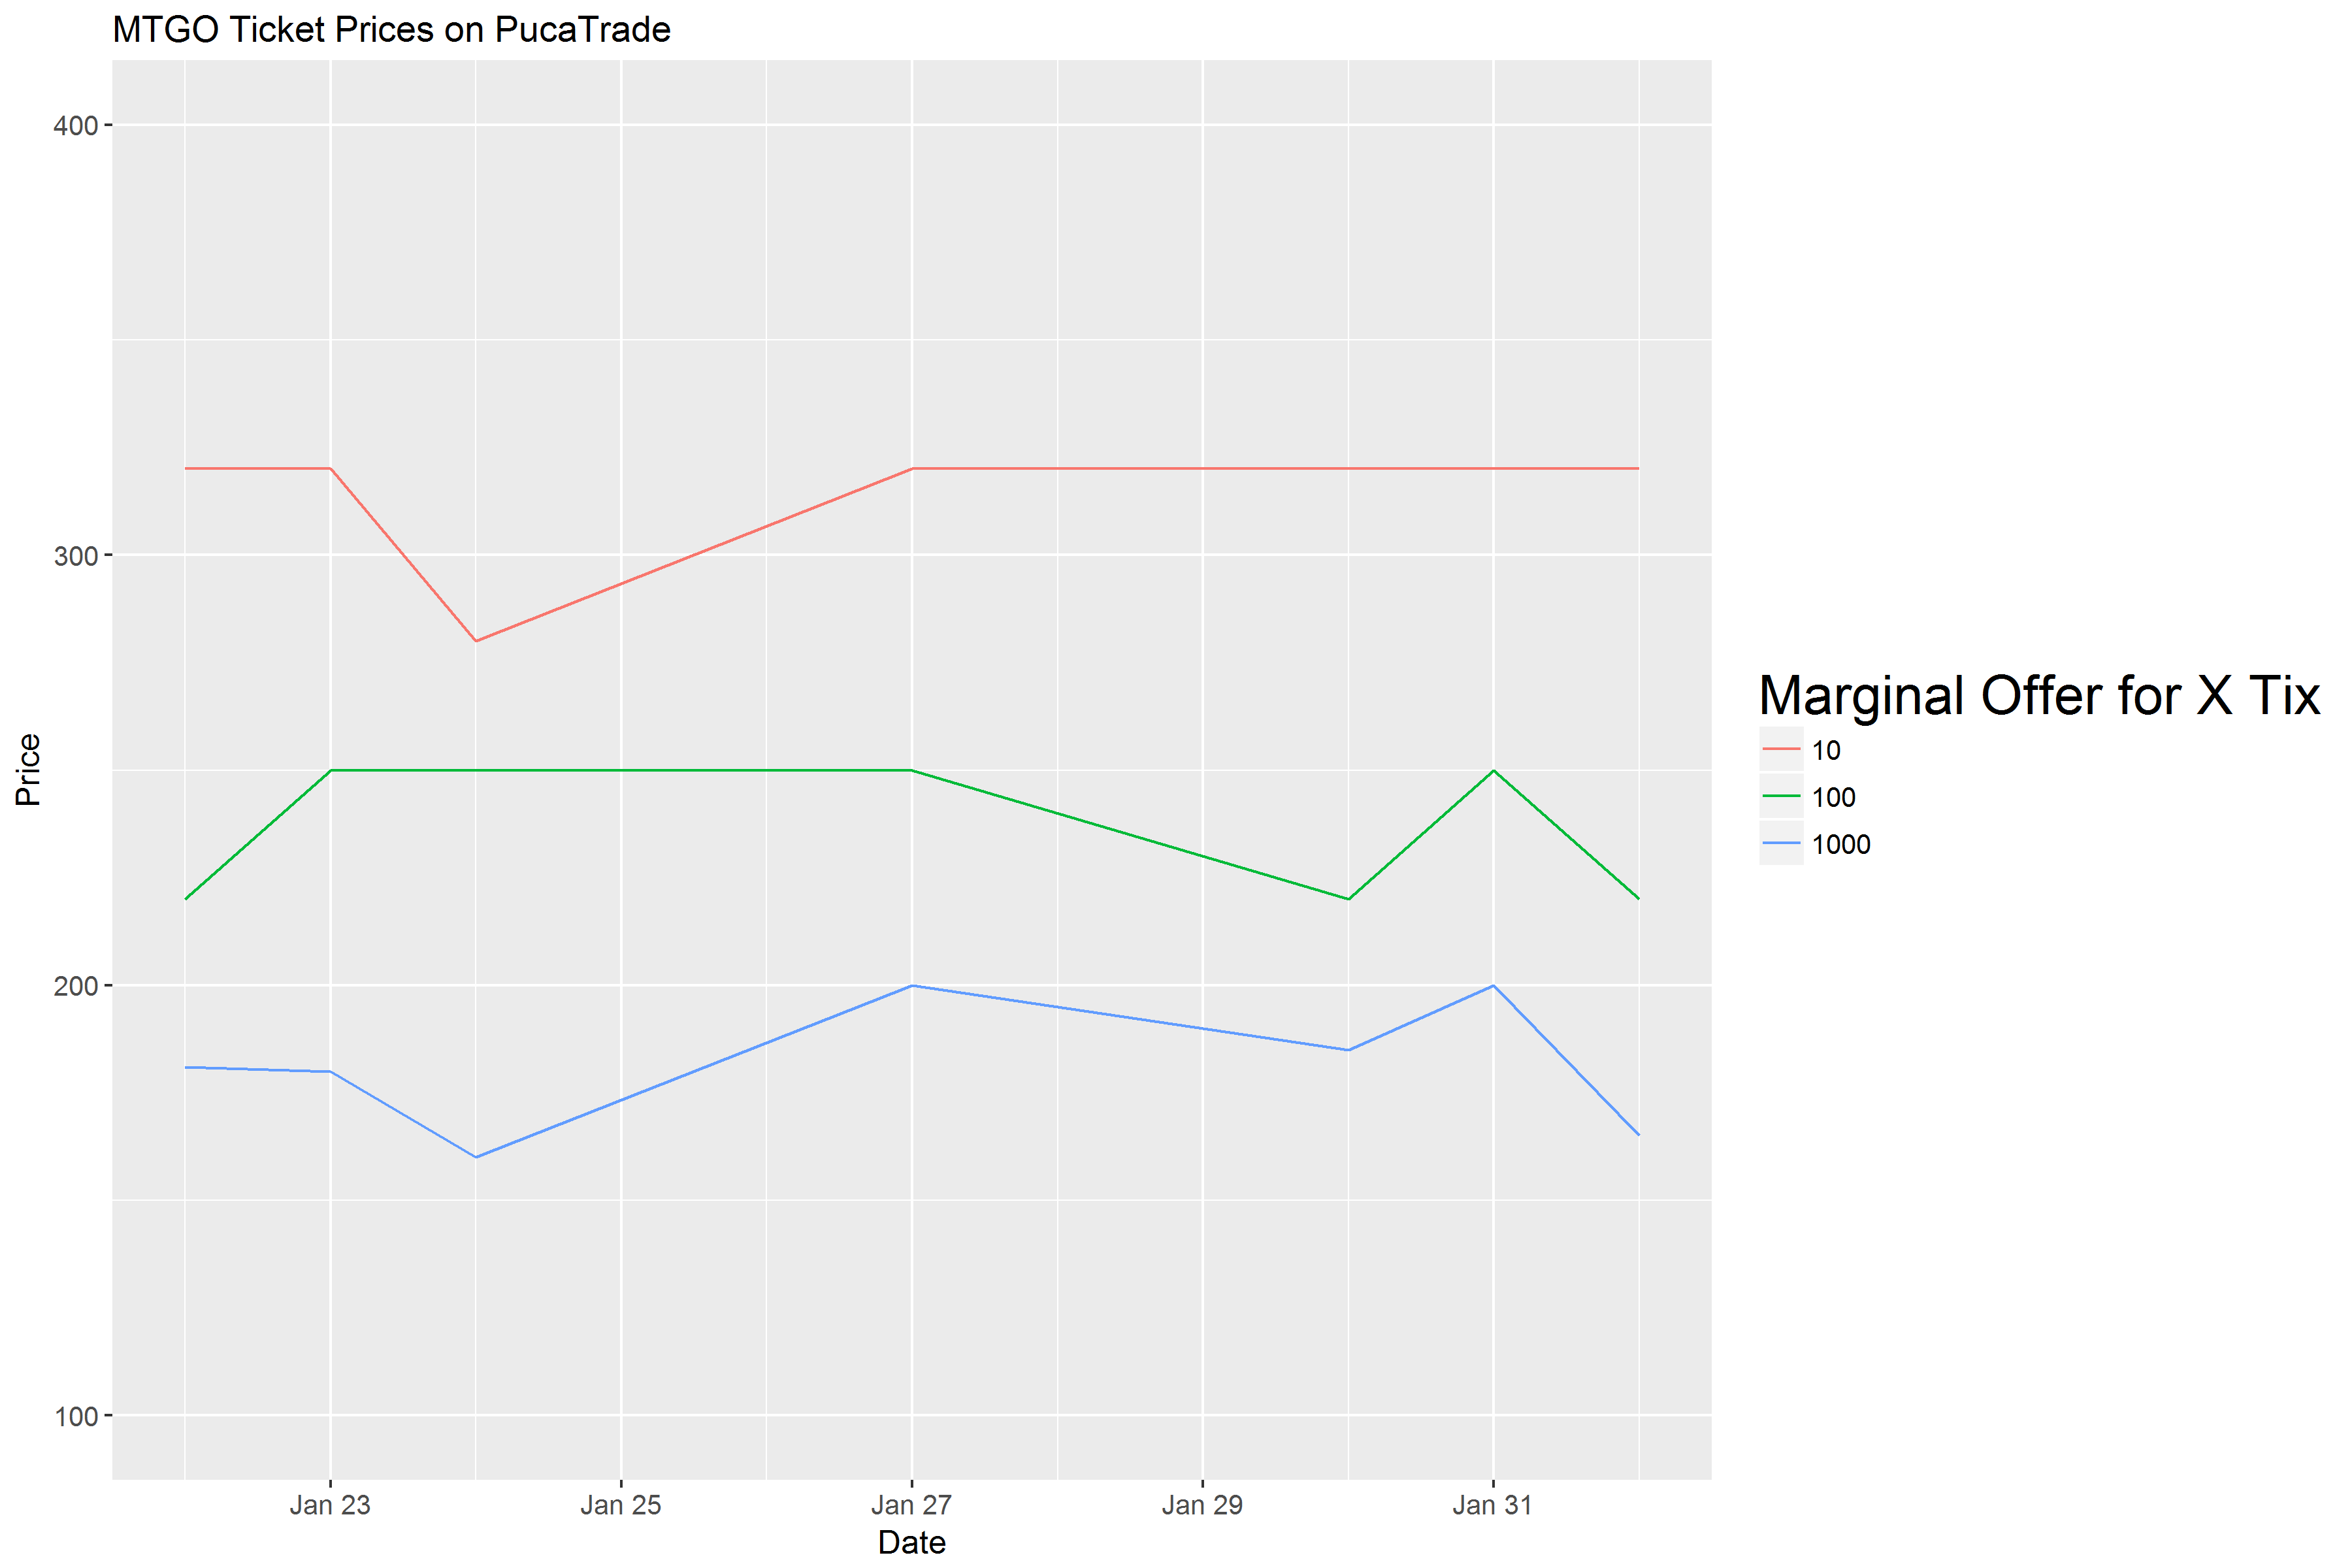 MTGO Ticket Prices on PucaTrade
400
300
200
100
Price
Jan 23
Jan 25
Jan 27
Jan 29
Jan 31
Date
Marginal Offer for X Tix
10
100
1000